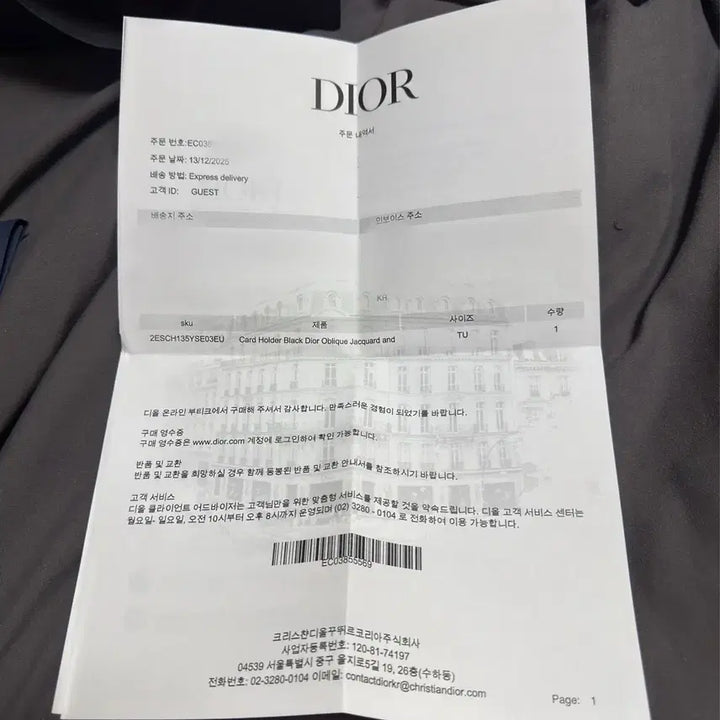 DIOR
주문 내역서
주문 번호:EC038
주문 날짜: 13/12/2025
배송 방법: Express delivery
고객 ID: GUEST
배송지 주소
인보이스 주소
KR
sku 제품 사이즈 수량
2ESCH135YSE03EU Card Holder Black Dior Oblique Jacquard and TU 1
디올 온라인 부티크에서 구매해 주셔서 감사합니다. 만족스러운 경험이 되었기를 바랍니다.
구매 영수증
구매 영수증은 www.dior.com 계정에 로그인하여 확인 가능합니다.
반품 및 교환
반품 및 교환을 희망하실 경우 함께 동봉된 반품 및 교환 안내서를 참조하시기 바랍니다.
고객 서비스
디올 클라이언트 어드바이저는 고객님만을 위한 맞춤형 서비스를 제공할 것을 약속드립니다. 디올 고객 서비스 센터는
월요일- 일요일, 오전 10시부터 오후 8시까지 운영되며 (02) 3280 - 0104 로 전화하여 이용 가능합니다.
EC03855569
크리스챤디올꾸뛰르코리아주식회사
사업자등록번호: 120-81-74197
04539 서울특별시 중구 을지로5길 19, 26층(수하동)
전화번호: 02-3280-0104 이메일: contactdiorkr@christiandior.com
Page: 1